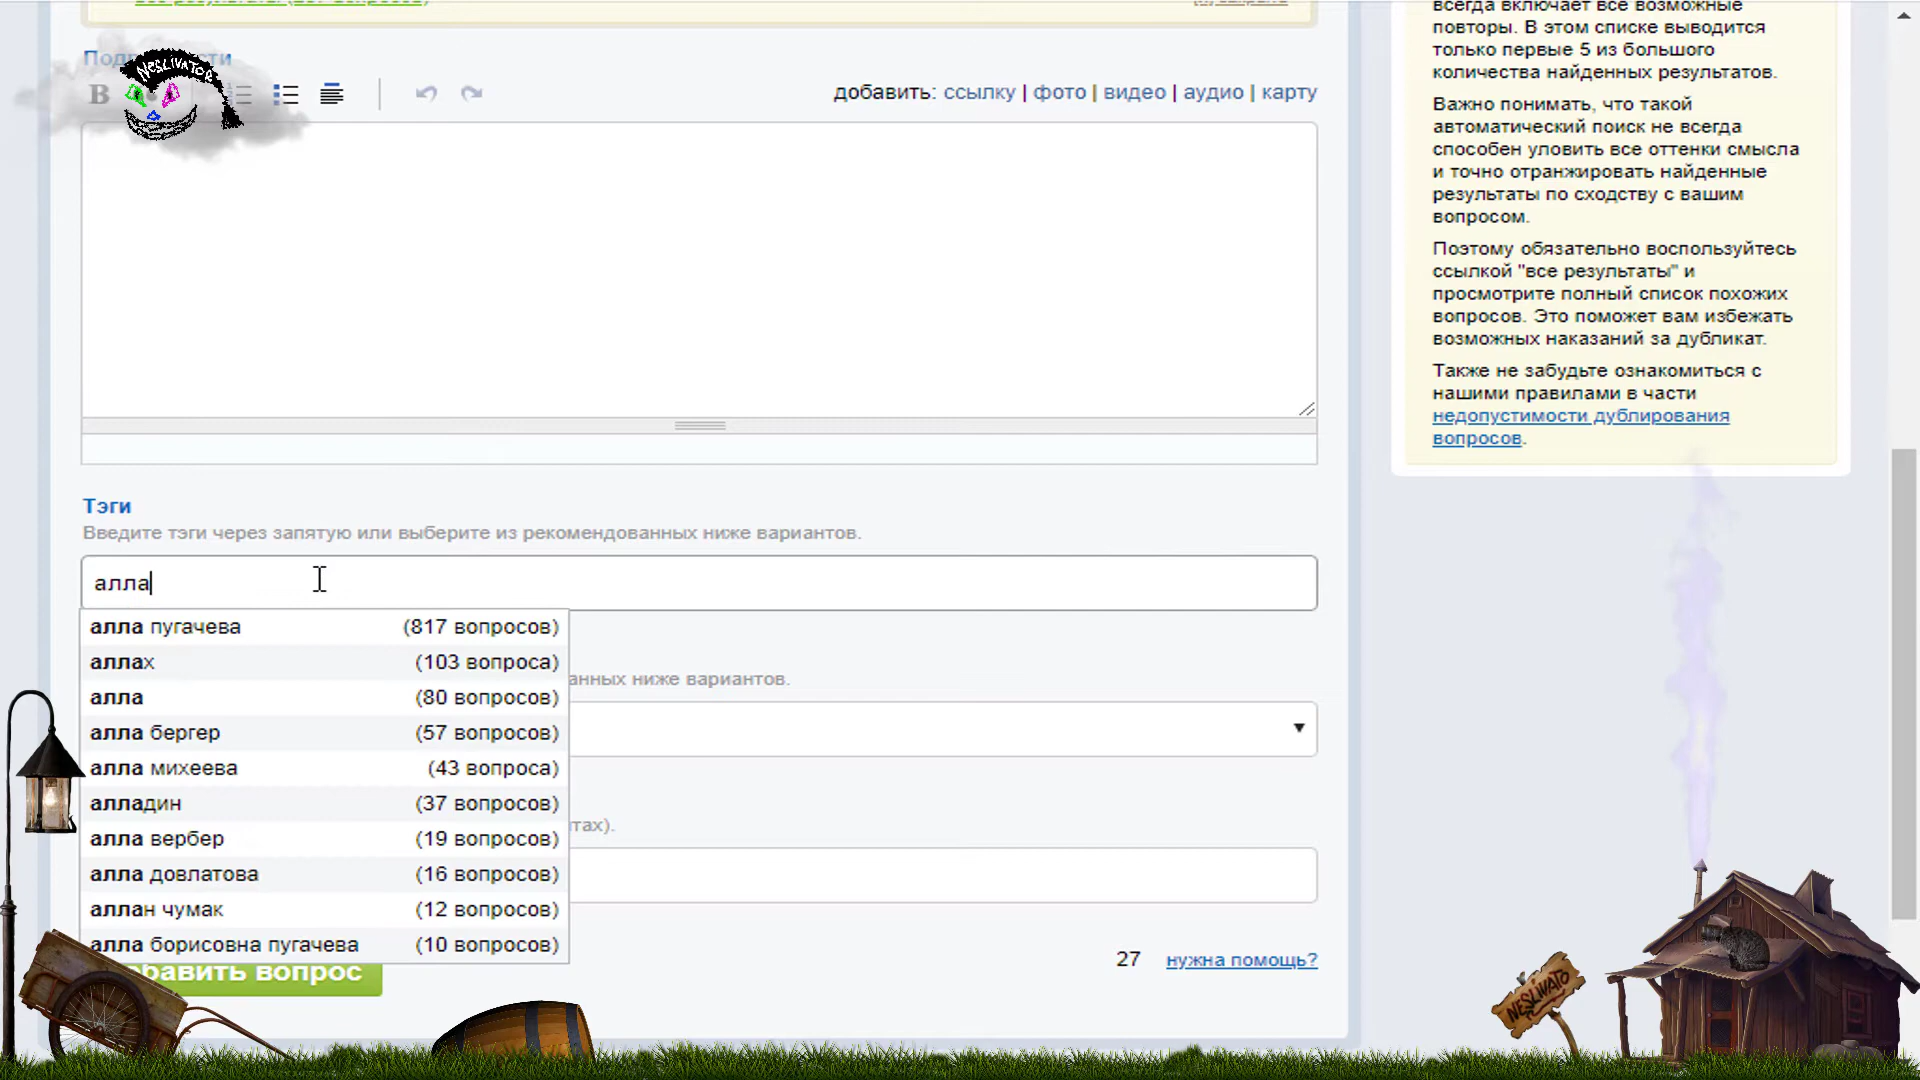 NESLIVATOR
B
добавить: ссылку | фото | видео | аудио | карту
Тэги
Введите тэги через запятую или выберите из рекомендованных ниже вариантов.
алла
алла пугачева (817 вопросов)
аллах (103 вопроса)
алла (80 вопросов)
алла бергер (57 вопросов)
алла михеева (43 вопроса)
алладин (37 вопросов)
алла вербер (19 вопросов)
алла довлатова (16 вопросов)
аллан чумак (12 вопросов)
алла борисовна пугачева (10 вопросов)
анных ниже вариантов.
тах).
бавить вопрос
27 нужна помощь?
всегда включает все возможные
повторы. В этом списке выводится
только первые 5 из большого
количества найденных результатов.
Важно понимать, что такой
автоматический поиск не всегда
способен уловить все оттенки смысла
и точно отранжировать найденные
результаты по сходству с вашим
вопросом.
Поэтому обязательно воспользуйтесь
ссылкой "все результаты" и
просмотрите полный список похожих
вопросов. Это поможет вам избежать
возможных наказаний за дубликат.
Также не забудьте ознакомиться с
нашими правилами в части
недопустимости дублирования
вопросов.
NESLIVATO